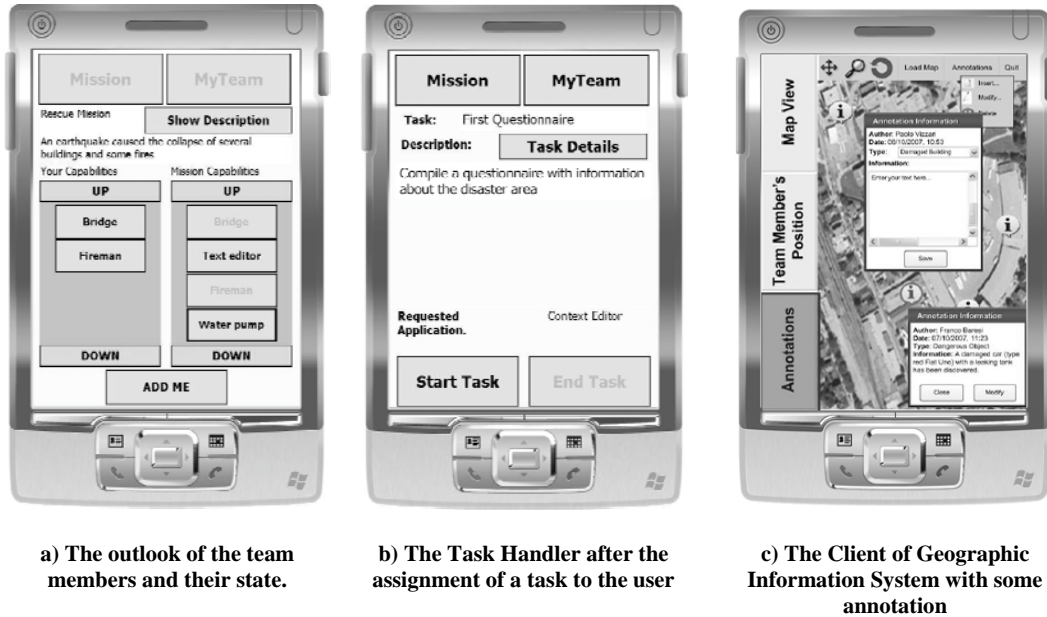 Mission MyTeam
Rescue Mission
Show Description
An earthquake caused the collapse of several
buildings and some fires
Your Capabilities Mission Capabilities
UP UP
Bridge Bridge
Fireman Text editor
Fireman
Water pump
DOWN DOWN
ADD ME
a) The outlook of the team
members and their state.
Mission MyTeam
Task: First Questionnaire
Description: Task Details
Compile a questionnaire with information
about the disaster area
Requested
Application.
Context Editor
Start Task End Task
b) The Task Handler after the
assignment of a task to the user
Map View
Team Member's
Position
Annotations
Load Map Annotations Quit
Insert...
Modify...
Delete
Annotation Information
Author: Paolo Vizzari
Date: 08/10/2007, 10:53
Type: Damaged Building
Information:
Enter your text here...
Save
Annotation Information
Author: Franco Baresi
Date: 07/10/2007, 11:23
Type: Dangerous Object
Information: A damaged car (type
red Fiat Uno) with a leaking tank
has been discovered.
Close Modify
c) The Client of Geographic
Information System with some
annotation